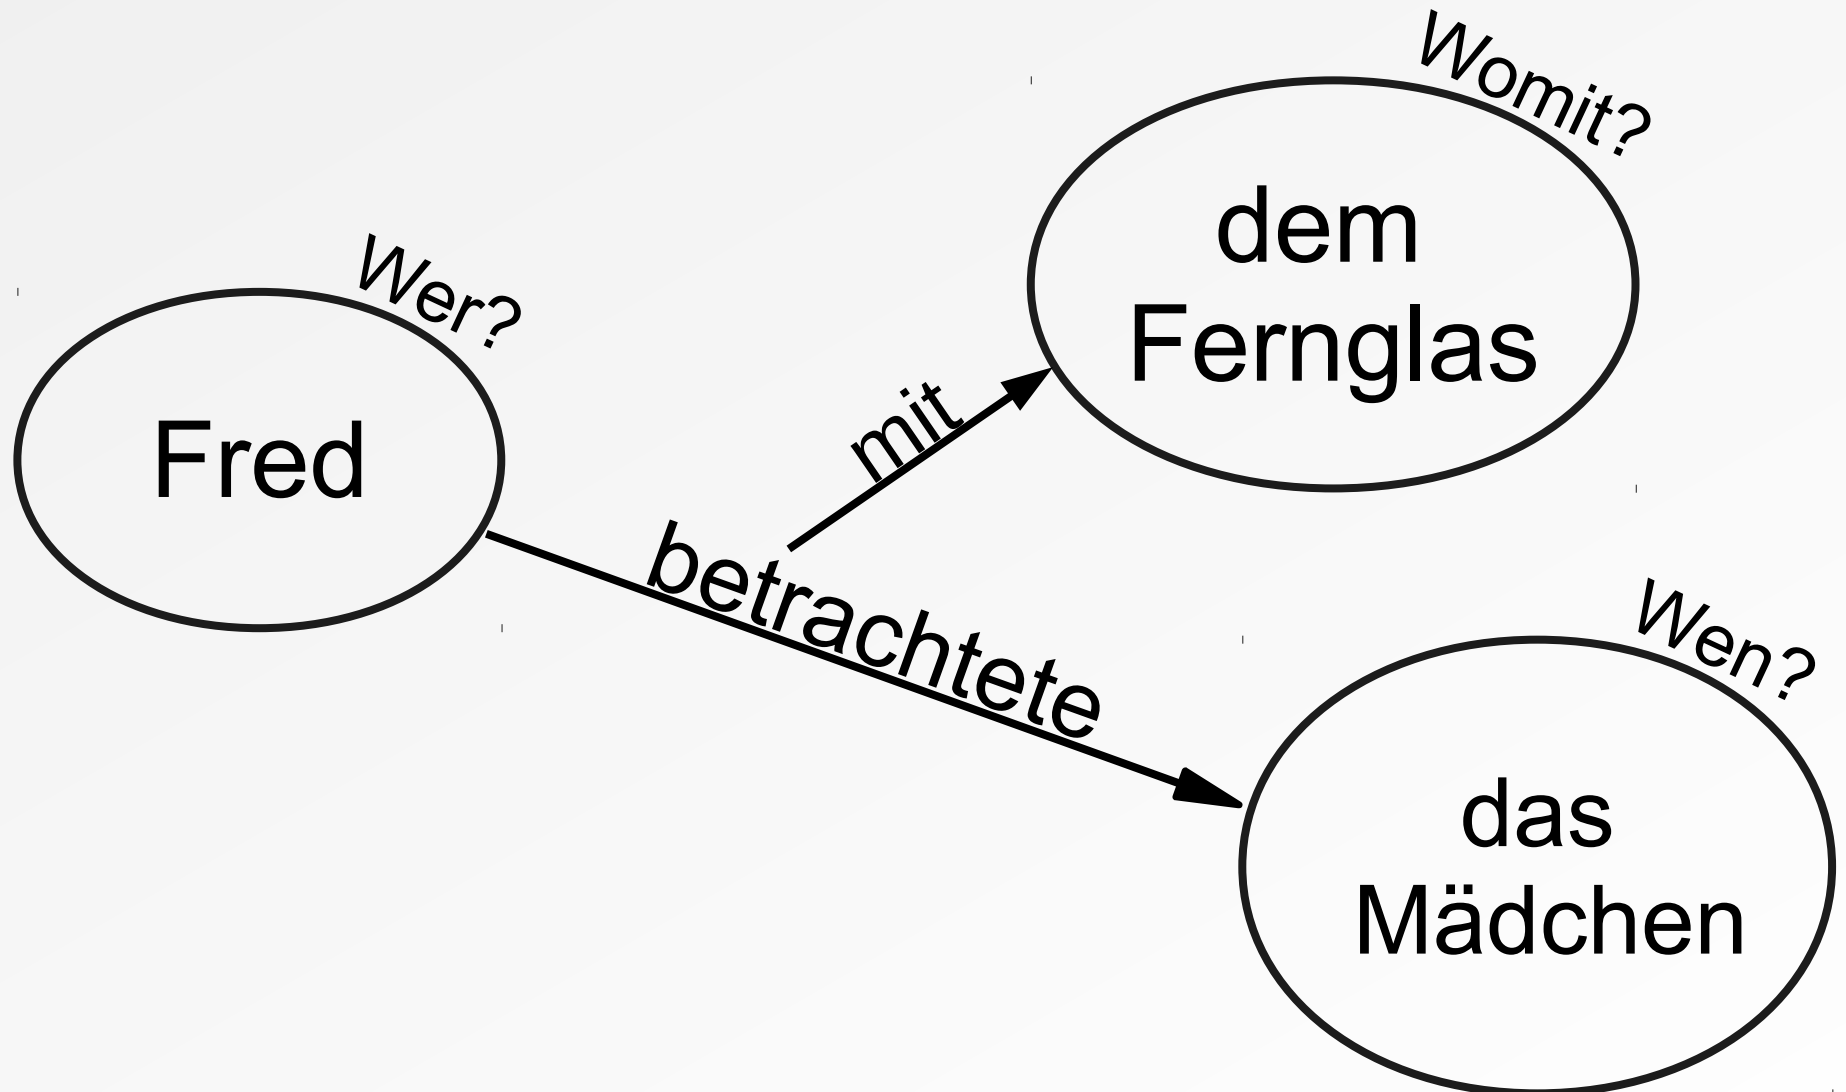 Womit?
dem
Fernglas
Wer?
Fred
mit
betrachtete
Wen?
das
Mädchen